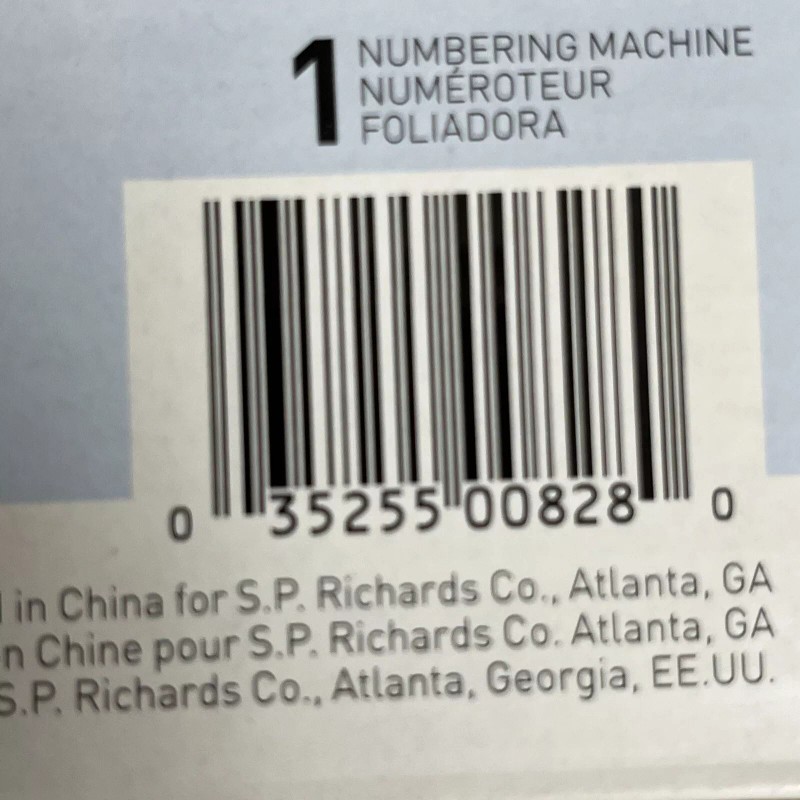 1 NUMBERING MACHINE
NUMÉROTEUR
FOLIADORA
0 35255 00828 0
in China for S.P. Richards Co., Atlanta, GA
Chine pour S.P. Richards Co. Atlanta, GA
S.P. Richards Co., Atlanta, Georgia, EE.UU.